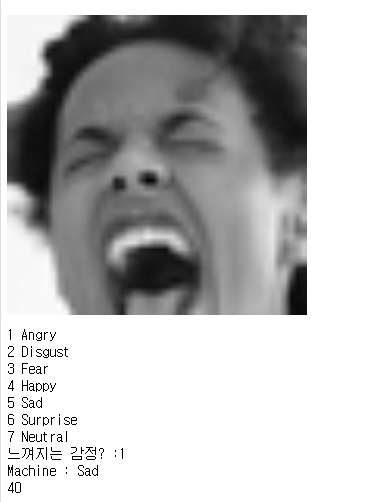 1 Angry
2 Disgust
3 Fear
4 Happy
5 Sad
6 Surprise
7 Neutral
느껴지는 감정? :1
Machine : Sad
40